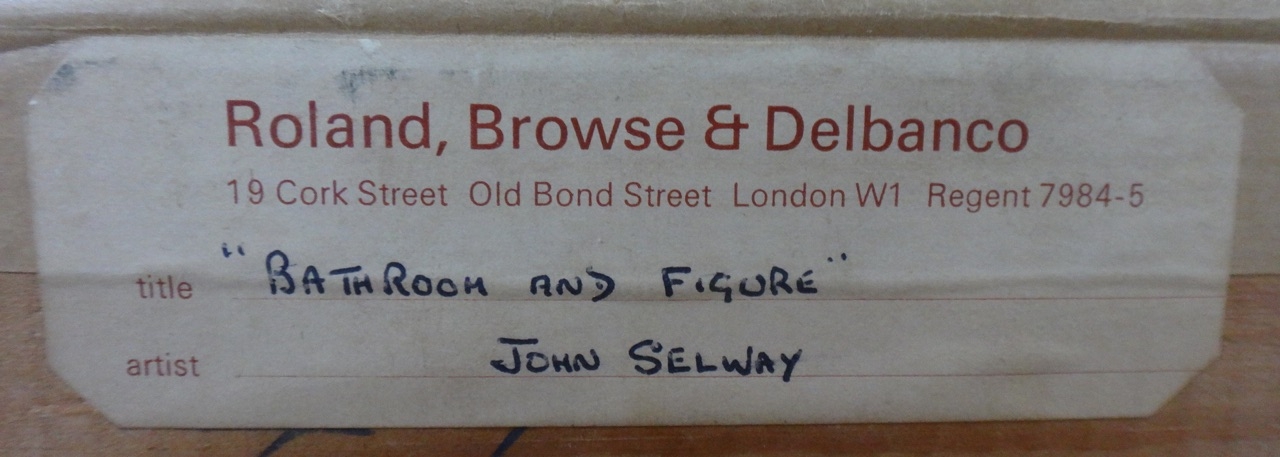 Roland, Browse & Delbanco
19 Cork Street Old Bond Street London W1 Regent 7984-5
title "BATHROOM AND FIGURE"
artist JOHN SELWAY